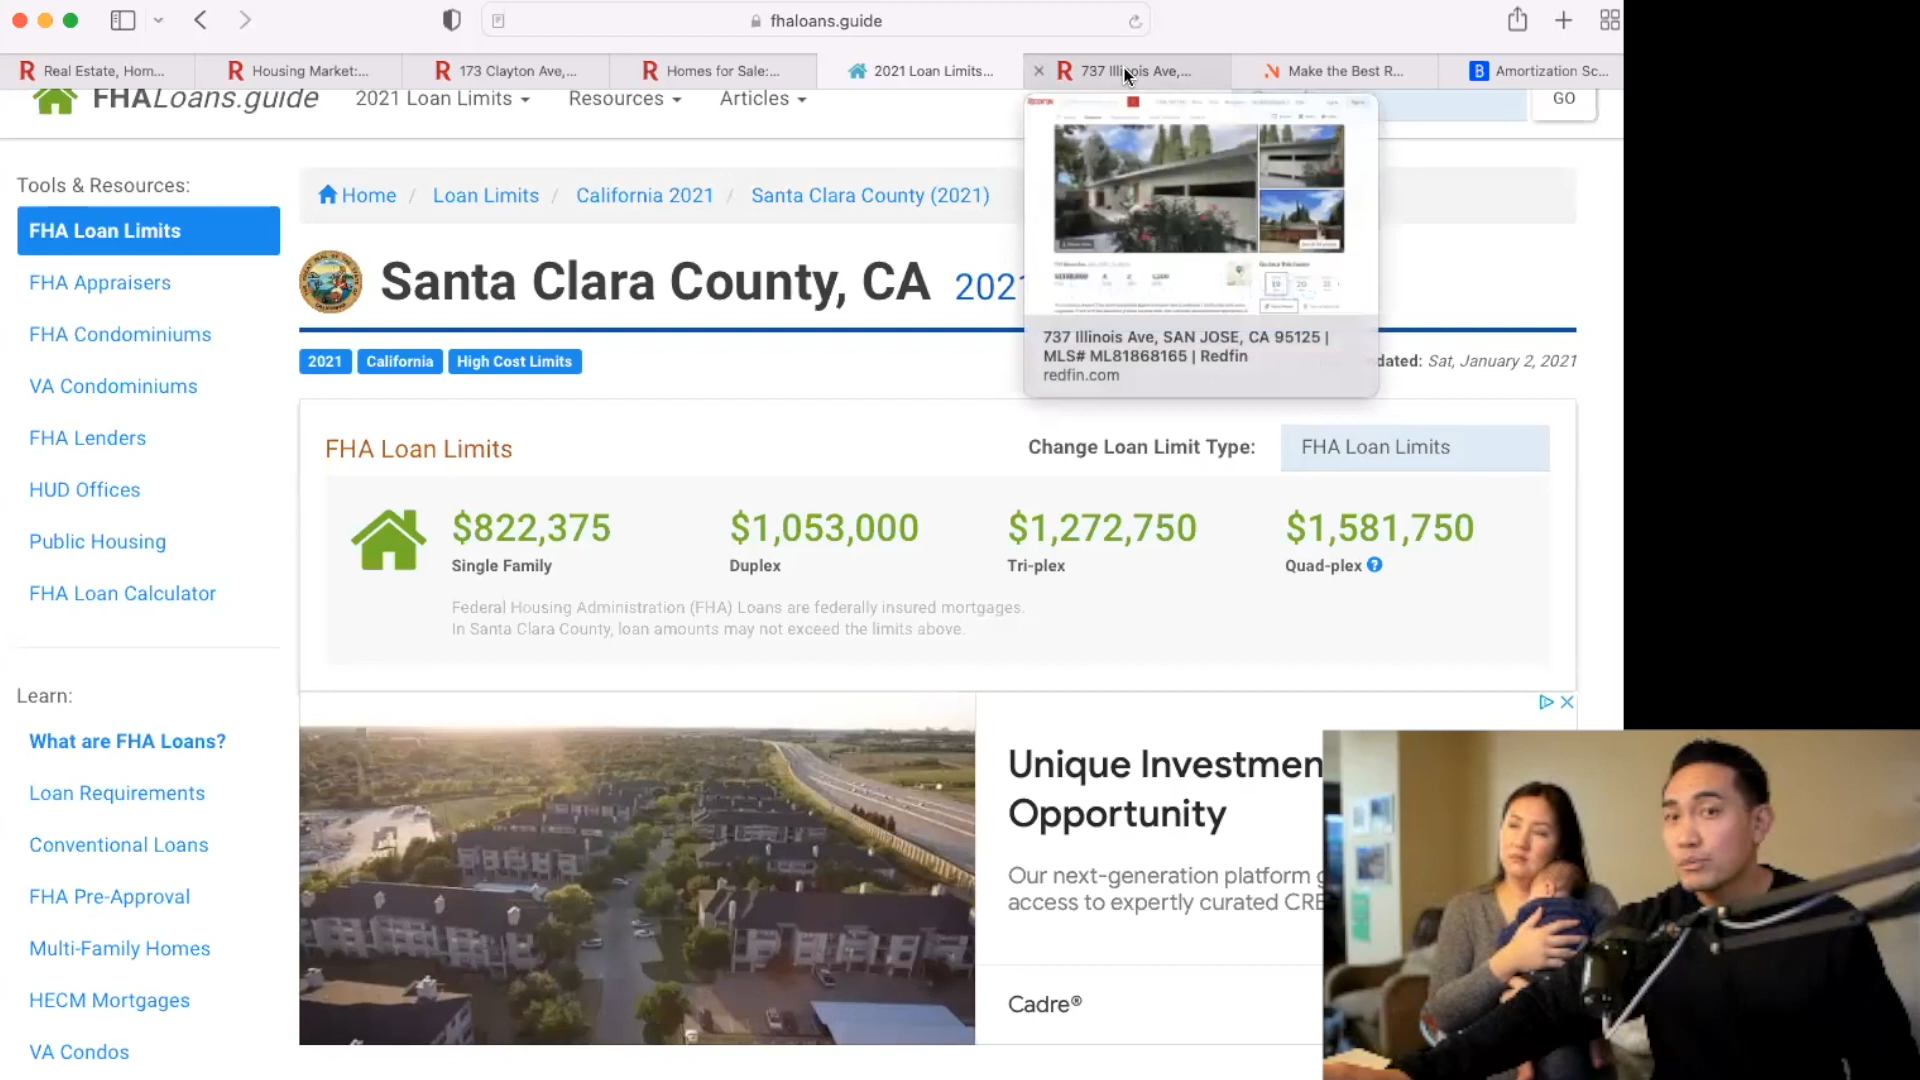 fhaloans.guide
Real Estate, Hom...
Housing Market:...
173 Clayton Ave,...
Homes for Sale:...
2021 Loan Limits...
737 Illinois Ave,...
Make the Best R...
Amortization Sc...
FHALoans.guide
2021 Loan Limits
Resources
Articles
GO
Tools & Resources:
FHA Loan Limits
FHA Appraisers
FHA Condominiums
VA Condominiums
FHA Lenders
HUD Offices
Public Housing
FHA Loan Calculator
Learn:
What are FHA Loans?
Loan Requirements
Conventional Loans
FHA Pre-Approval
Multi-Family Homes
HECM Mortgages
VA Condos
Home / Loan Limits / California 2021 / Santa Clara County (2021)
Santa Clara County, CA 2021
2021 California High Cost Limits
dated: Sat, January 2, 2021
737 Illinois Ave, SAN JOSE, CA 95125 |
MLS# ML81868165 | Redfin
redfin.com
FHA Loan Limits
Change Loan Limit Type:
FHA Loan Limits
$822,375
Single Family
$1,053,000
Duplex
$1,272,750
Tri-plex
$1,581,750
Quad-plex ?
Federal Housing Administration (FHA) Loans are federally insured mortgages.
In Santa Clara County, loan amounts may not exceed the limits above.
Unique Investmen
Opportunity
Our next-generation platform g
access to expertly curated CRE
Cadre®